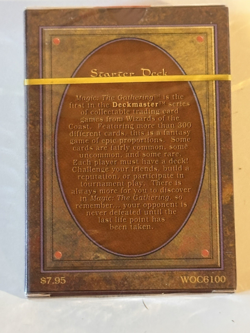 Starter Deck
Magic: The Gathering™ is the
first in the Deckmaster™ series
of collectable trading card
games from Wizards of the
Coast. Featuring more than 300
different cards, this is a fantasy
game of epic proportions. Some
cards are fairly common, some
uncommon, and some rare.
Each player must have a deck!
Challenge your friends, build a
reputation, or participate in
tournament play. There is
always more for you to discover
in Magic: The Gathering, so
remember... your opponent is
never defeated until the
last life point has
been taken.
$7.95
WOC6100